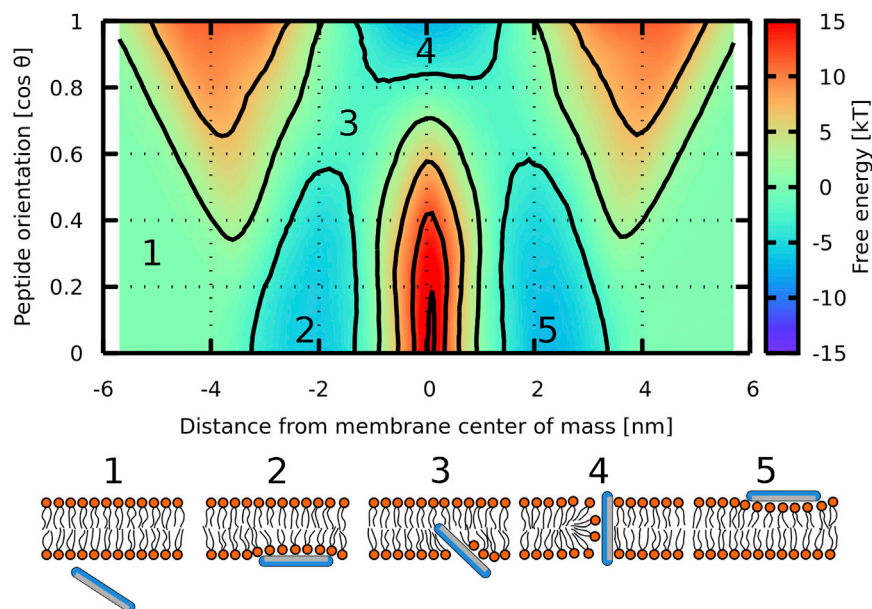 Peptide orientation [cos θ]
1
0.8
0.6
0.4
0.2
0
-6 -4 -2 0 2 4 6
Distance from membrane center of mass [nm]
1 2 3 4 5
15
10
5
0
-5
-10
-15
Free energy [kT]
1 2 3 4 5